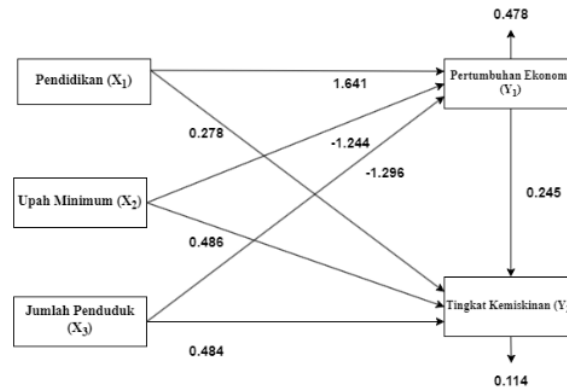 0.478
Pendidikan (X₁)
Pertumbuhan Ekonom
(Y₁)
1.641
0.278
-1.244
-1.296
Upah Minimum (X₂)
0.245
0.486
Jumlah Penduduk
(X₃)
Tingkat Kemiskinan (Y
0.484
0.114